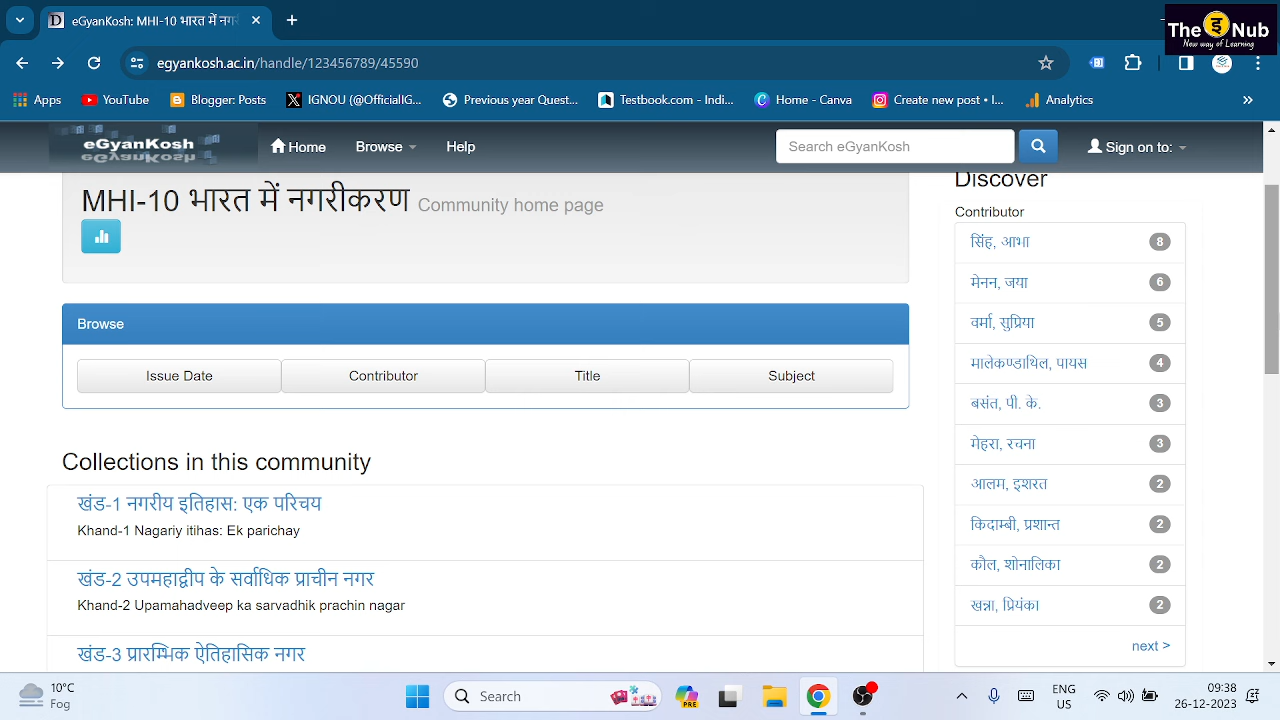 eGyanKosh: MHI-10 भारत में नगरी
The इ Nub
New way of Learning
egyankosh.ac.in/handle/123456789/45590
Apps
YouTube
Blogger: Posts
IGNOU (@OfficialIG...
Previous year Quest...
Testbook.com - Indi...
Home - Canva
Create new post • I...
Analytics
eGyanKosh
Home
Browse
Help
Search eGyanKosh
Sign on to:
MHI-10 भारत में नगरीकरण Community home page
Browse
Issue Date
Contributor
Title
Subject
Collections in this community
खंड-1 नगरीय इतिहास: एक परिचय
Khand-1 Nagariy itihas: Ek parichay
खंड-2 उपमहाद्वीप के सर्वाधिक प्राचीन नगर
Khand-2 Upamahadveep ka sarvadhik prachin nagar
खंड-3 प्रारम्भिक ऐतिहासिक नगर
Discover
Contributor
सिंह, आभा 8
मेनन, जया 6
वर्मा, सुप्रिया 5
मालेकण्डाथिल, पायस 4
बसंत, पी. के. 3
मेहरा, रचना 3
आलम, इशरत 2
किदाम्बी, प्रशान्त 2
कौल, शोनालिका 2
खन्ना, प्रियंका 2
next >
10°C
Fog
Search
PRE
ENG
US
09:38
26-12-2023